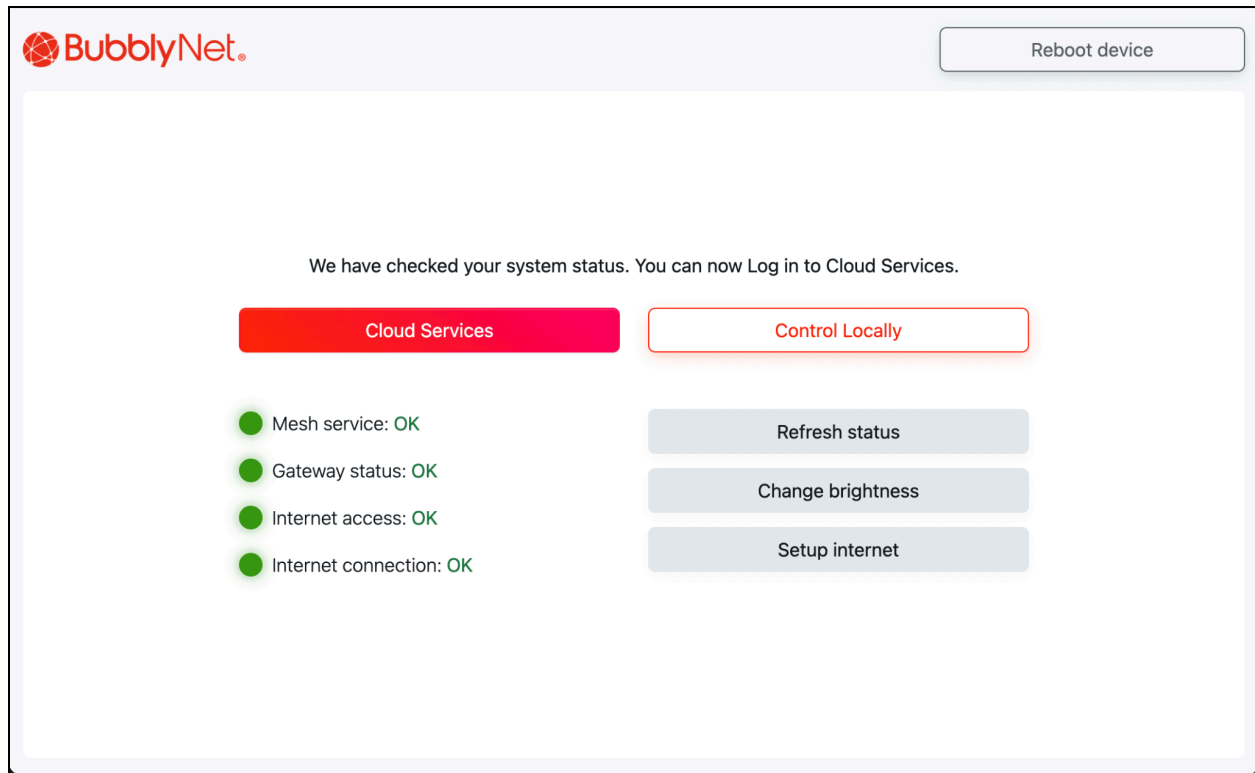 BubblyNet®
Reboot device
We have checked your system status. You can now Log in to Cloud Services.
Cloud Services
Control Locally
Mesh service: OK
Refresh status
Gateway status: OK
Change brightness
Internet access: OK
Setup internet
Internet connection: OK